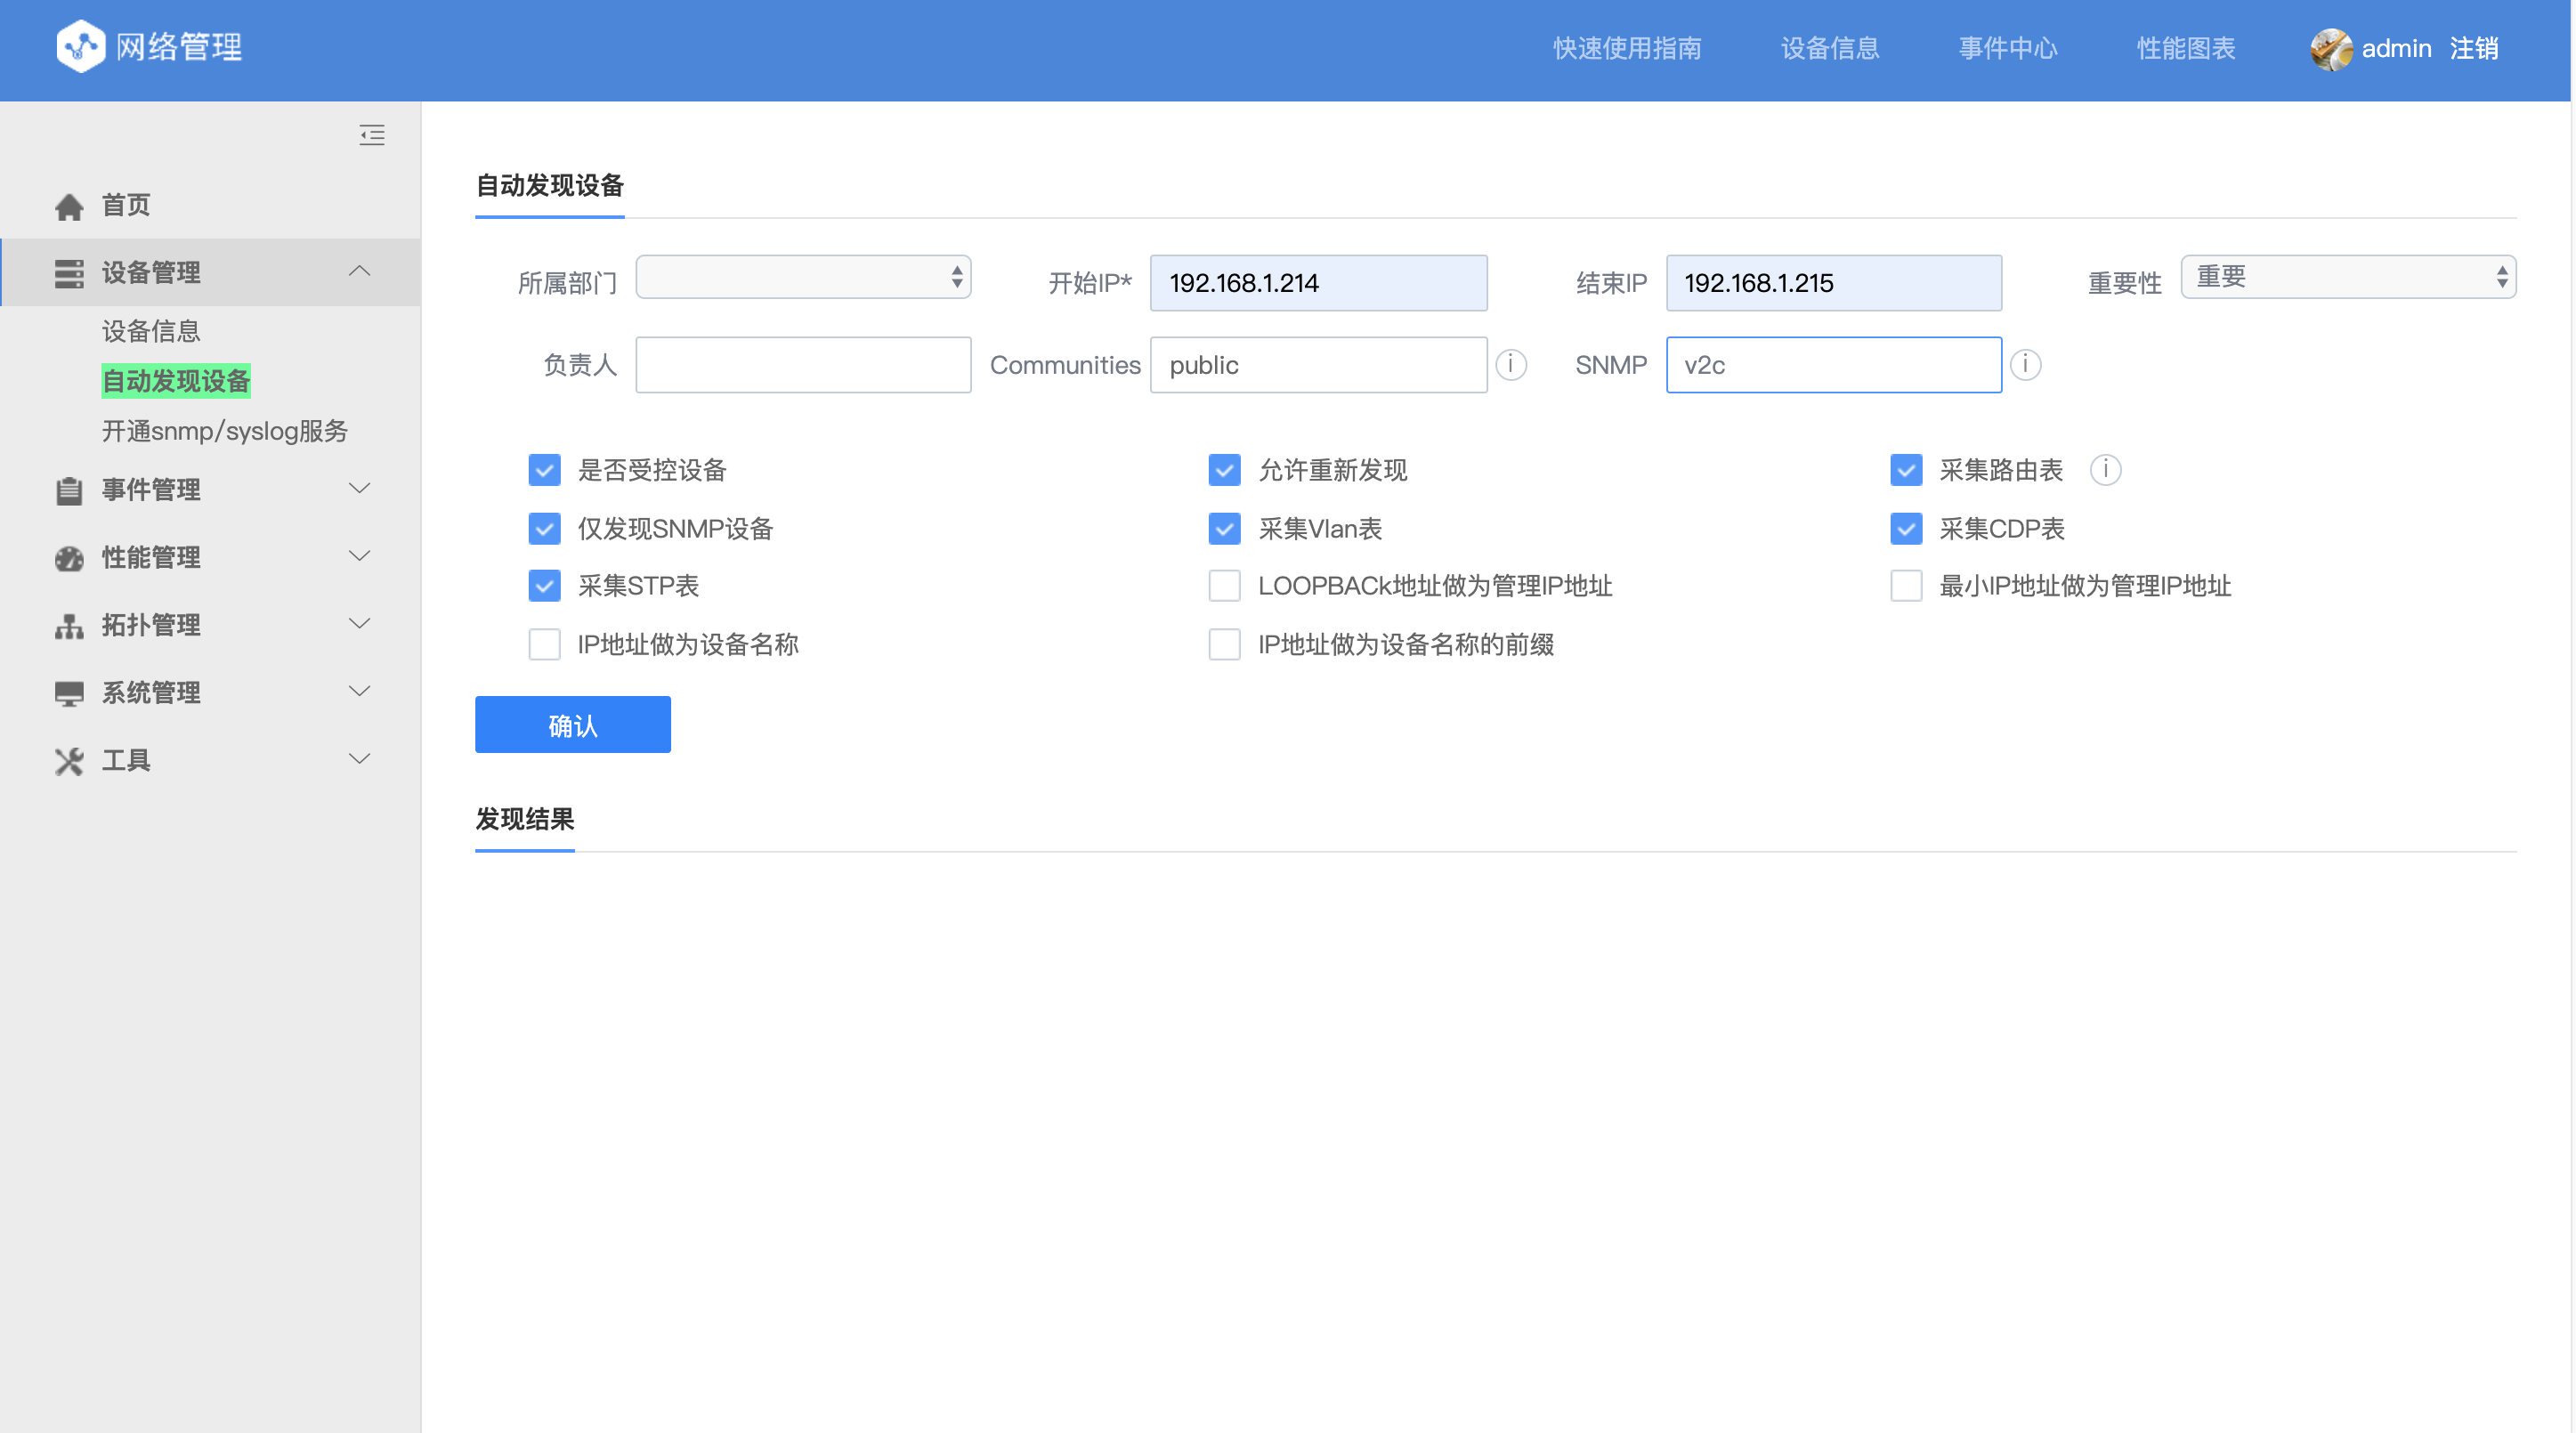 网络管理
快速使用指南 设备信息 事件中心 性能图表 admin 注销
首页
设备管理
设备信息
自动发现设备
开通snmp/syslog服务
事件管理
性能管理
拓扑管理
系统管理
工具
自动发现设备
所属部门 开始IP* 192.168.1.214 结束IP 192.168.1.215 重要性 重要
负责人 Communities public SNMP v2c
是否受控设备 允许重新发现 采集路由表
仅发现SNMP设备 采集Vlan表 采集CDP表
采集STP表 LOOPBACk地址做为管理IP地址 最小IP地址做为管理IP地址
IP地址做为设备名称 IP地址做为设备名称的前缀
确认
发现结果